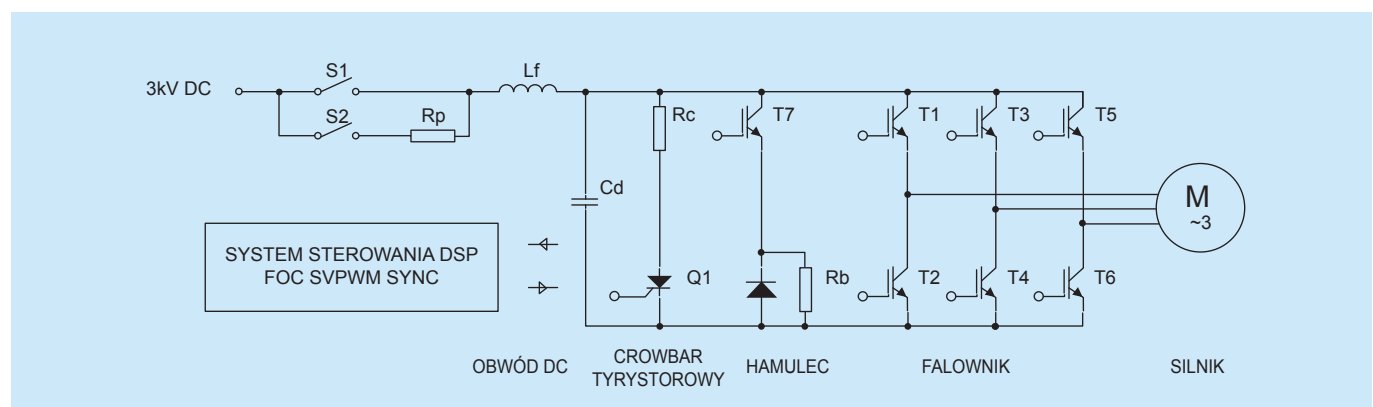 3kV DC
S1
S2
Rp
Lf
Cd
Rc
Q1
T7
Rb
T1
T3
T5
T2
T4
T6
M
~3
SYSTEM STEROWANIA DSP
FOC SVPWM SYNC
OBWÓD DC
CROWBAR
TYRYSTOROWY
HAMULEC
FALOWNIK
SILNIK